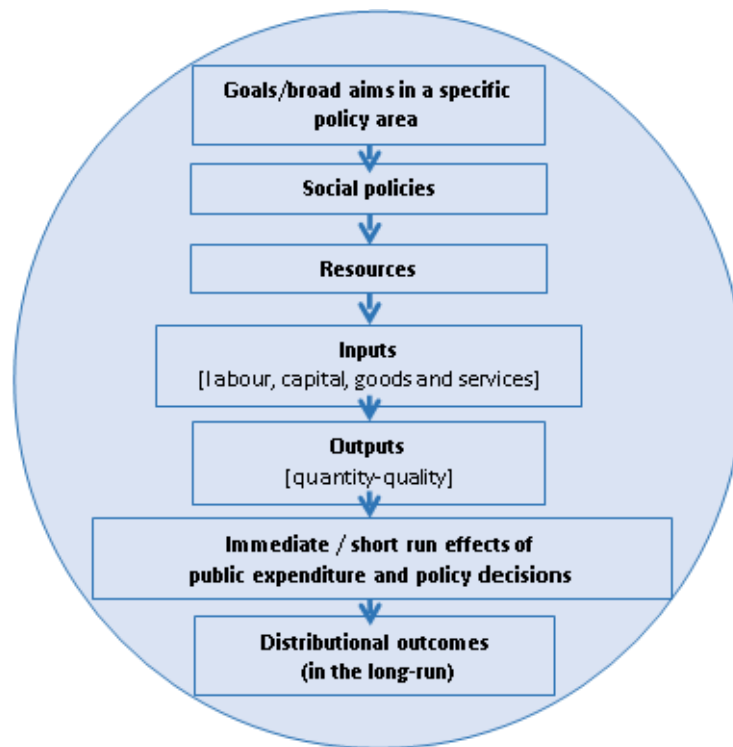 Goals/broad aims in a specific
policy area
Social policies
Resources
Inputs
[labour, capital, goods and services]
Outputs
[quantity-quality]
Immediate / short run effects of
public expenditure and policy decisions
Distributional outcomes
(in the long-run)